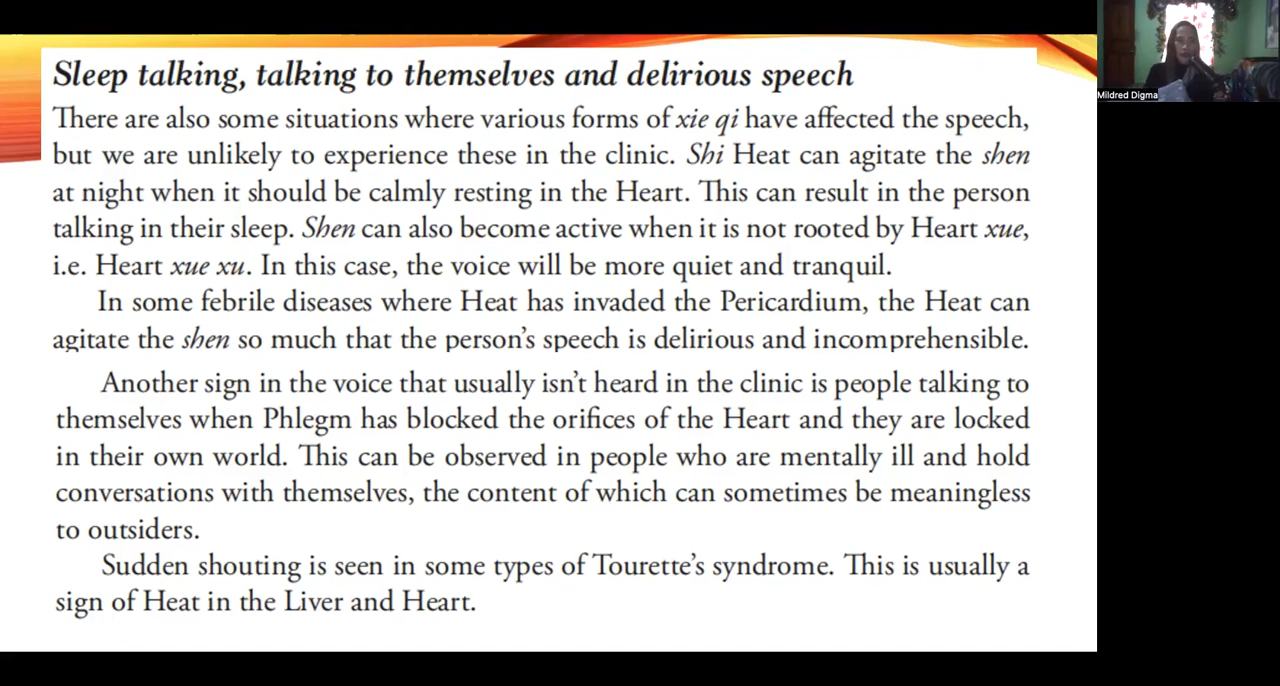 Sleep talking, talking to themselves and delirious speech
There are also some situations where various forms of xie qi have affected the speech,
but we are unlikely to experience these in the clinic. Shi Heat can agitate the shen
at night when it should be calmly resting in the Heart. This can result in the person
talking in their sleep. Shen can also become active when it is not rooted by Heart xue,
i.e. Heart xue xu. In this case, the voice will be more quiet and tranquil.
In some febrile diseases where Heat has invaded the Pericardium, the Heat can
agitate the shen so much that the person's speech is delirious and incomprehensible.
Another sign in the voice that usually isn't heard in the clinic is people talking to
themselves when Phlegm has blocked the orifices of the Heart and they are locked
in their own world. This can be observed in people who are mentally ill and hold
conversations with themselves, the content of which can sometimes be meaningless
to outsiders.
Sudden shouting is seen in some types of Tourette's syndrome. This is usually a
sign of Heat in the Liver and Heart.
Mildred Digma